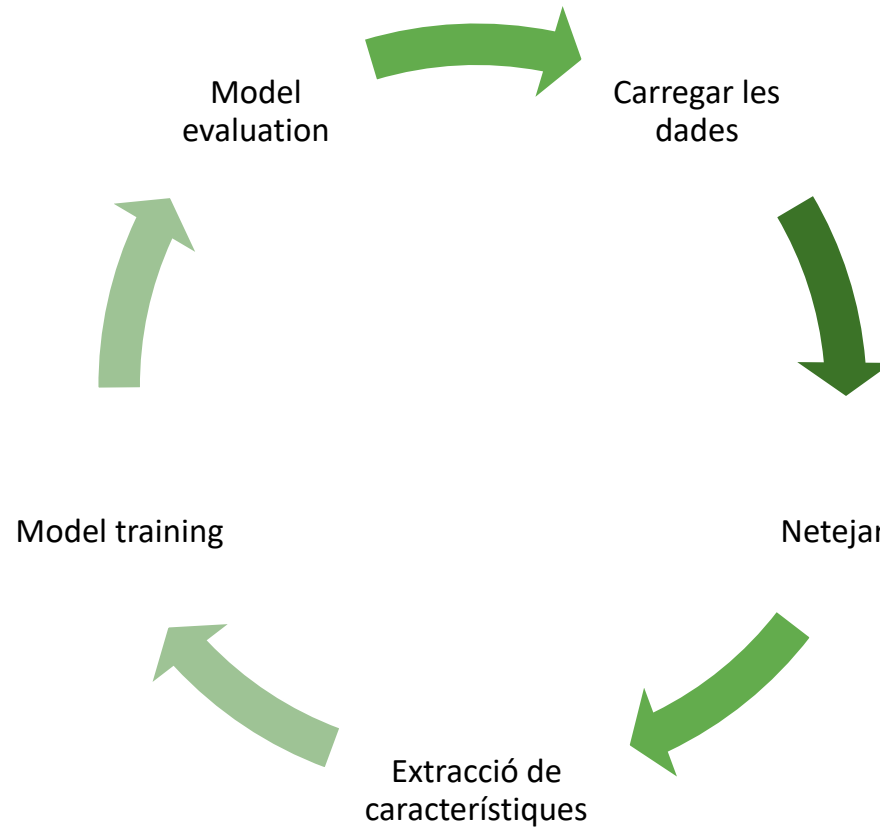 Model
evaluation
Carregar les
dades
Model training
Netejar
Extracció de
característiques